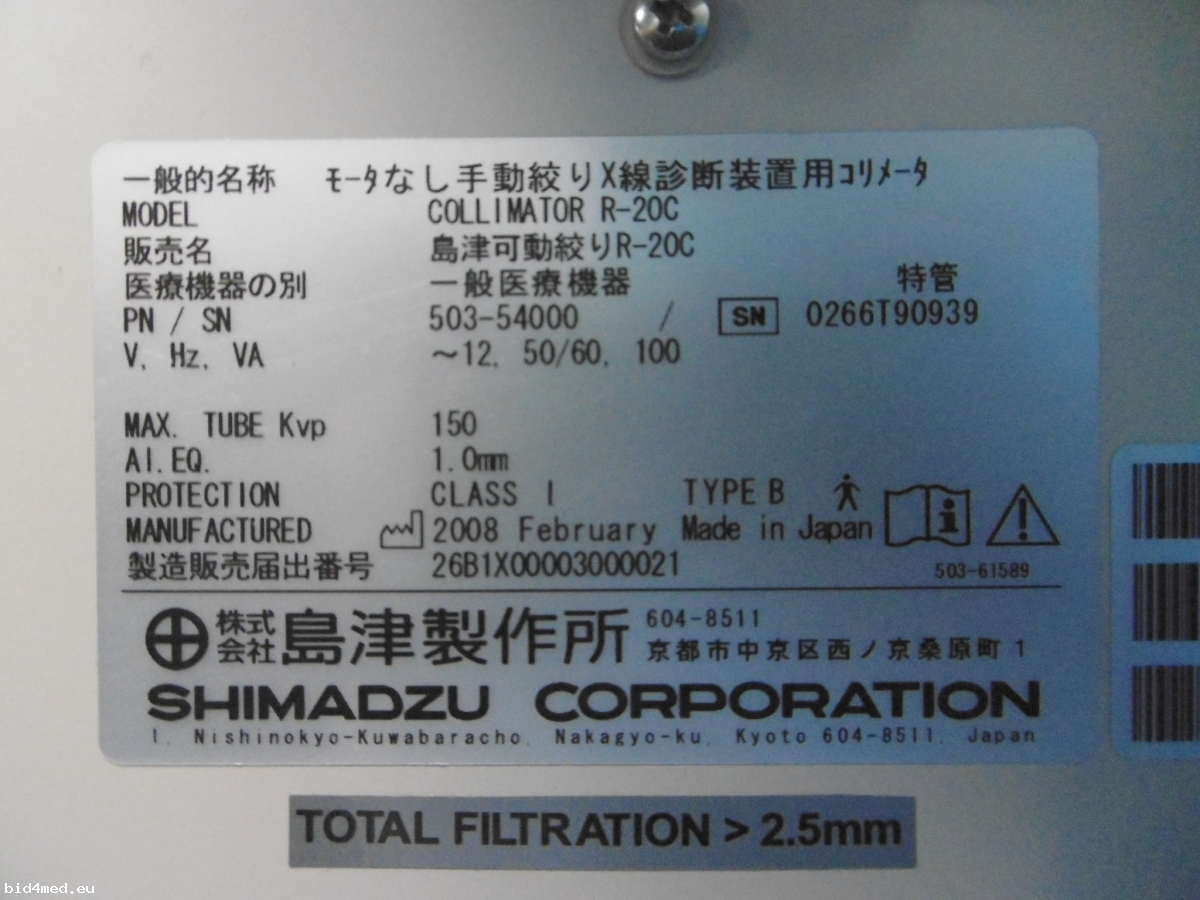 一般的名称 モータなし手動絞りX線診断装置用コリメータ
MODEL COLLIMATOR R-20C
販売名 島津可動絞りR-20C
医療機器の別 一般医療機器 特管
PN / SN 503-54000 / SN 0266T90939
V, Hz, VA ～12, 50/60, 100
MAX. TUBE Kvp 150
Al.EQ. 1.0mm
PROTECTION CLASS I TYPE B
MANUFACTURED 2008 February Made in Japan
製造販売届出番号 26B1X00003000021
503-61589
株式会社 島津製作所 604-8511
京都市中京区西ノ京桑原町1
SHIMADZU CORPORATION
1, Nishinokyo-Kuwabaracho, Nakagyo-ku, Kyoto 604-8511, Japan
TOTAL FILTRATION > 2.5mm
bid4med.eu